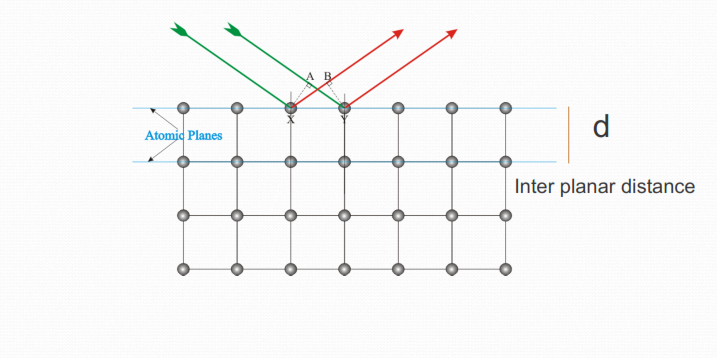 A B
X
Y
Atomic Planes
d
Inter planar distance